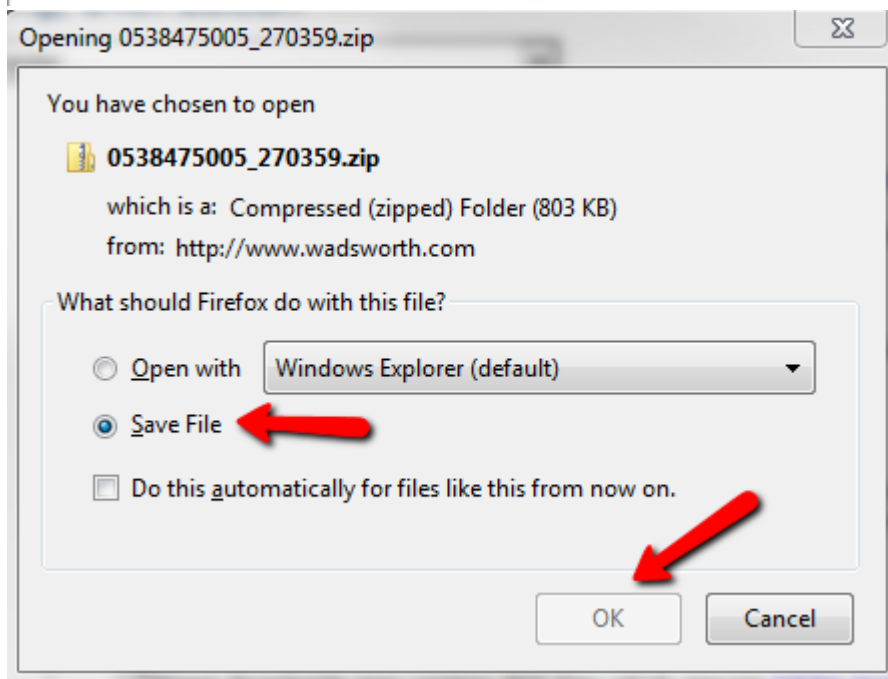 Opening 0538475005_270359.zip
You have chosen to open
0538475005_270359.zip
which is a: Compressed (zipped) Folder (803 KB)
from: http://www.wadsworth.com
What should Firefox do with this file?
Open with Windows Explorer (default)
Save File
Do this automatically for files like this from now on.
OK Cancel